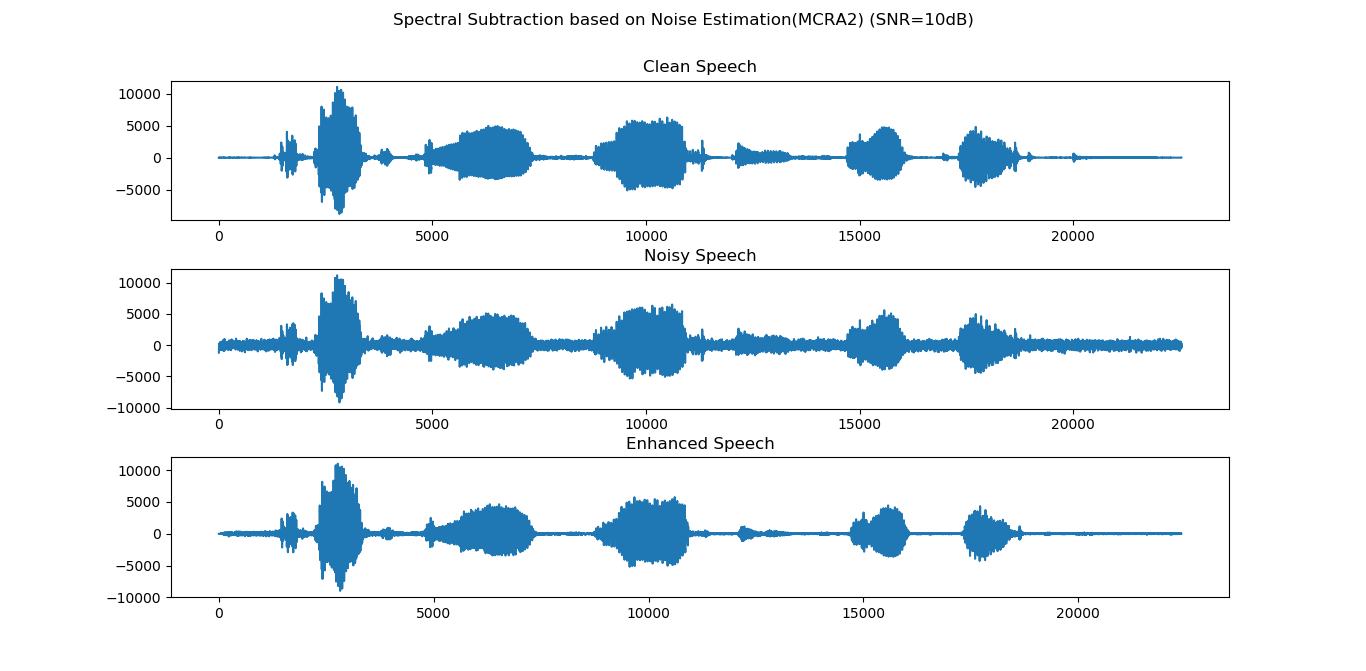 Spectral Subtraction based on Noise Estimation(MCRA2) (SNR=10dB)
Clean Speech
10000
5000
0
−5000
0 5000 10000 15000 20000
Noisy Speech
10000
5000
0
−5000
−10000
0 5000 10000 15000 20000
Enhanced Speech
10000
5000
0
−5000
−10000
0 5000 10000 15000 20000